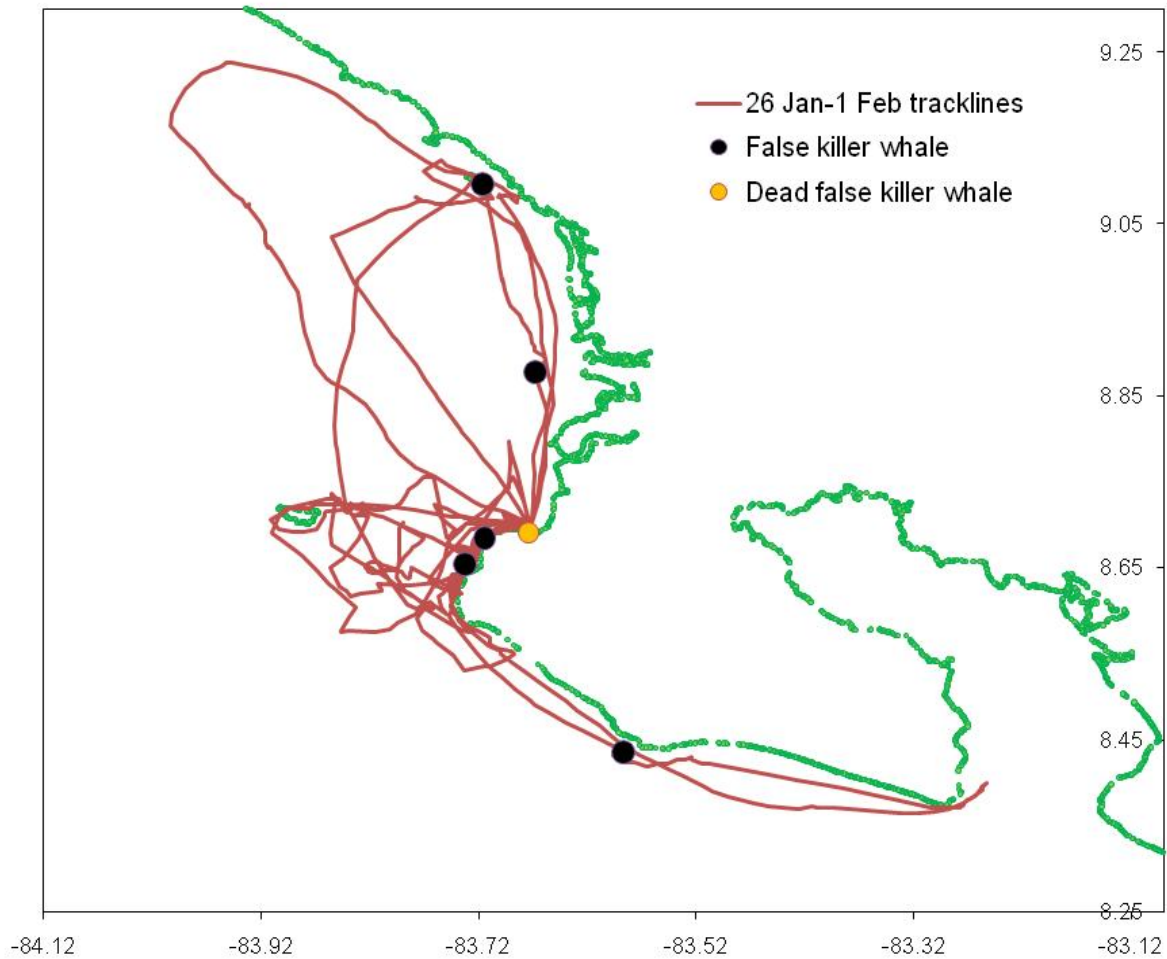 9.25
26 Jan-1 Feb tracklines
False killer whale
Dead false killer whale
9.05
8.85
8.65
8.45
8.25
-84.12 -83.92 -83.72 -83.52 -83.32 -83.12